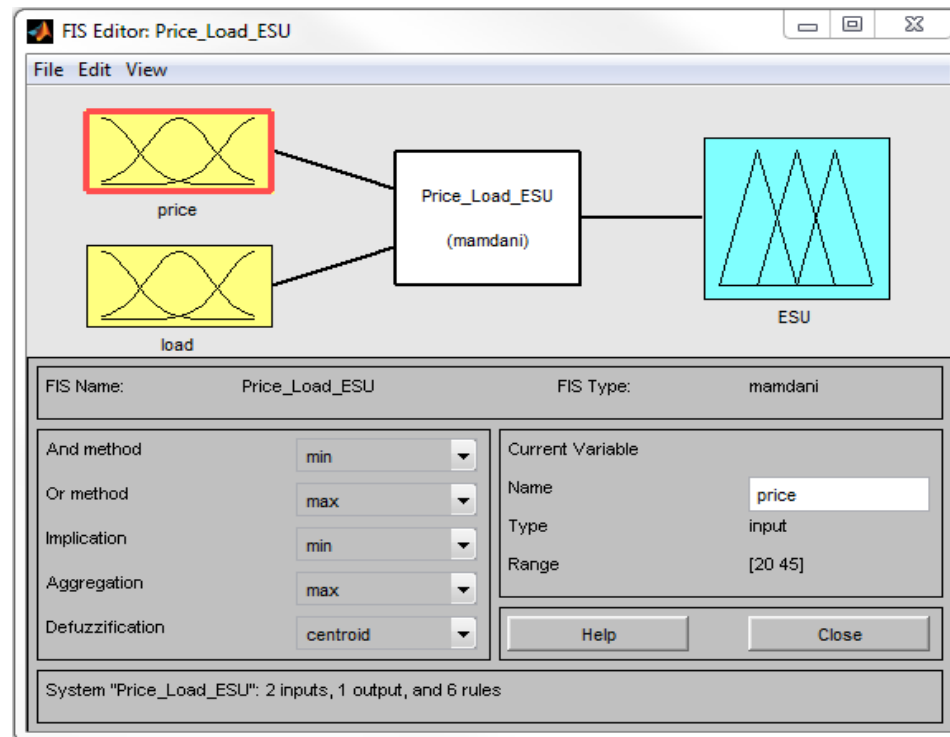 FIS Editor: Price_Load_ESU
File Edit View
price
load
Price_Load_ESU
(mamdani)
ESU
FIS Name: Price_Load_ESU FIS Type: mamdani
And method min
Or method max
Implication min
Aggregation max
Defuzzification centroid
Current Variable
Name price
Type input
Range [20 45]
Help Close
System "Price_Load_ESU": 2 inputs, 1 output, and 6 rules